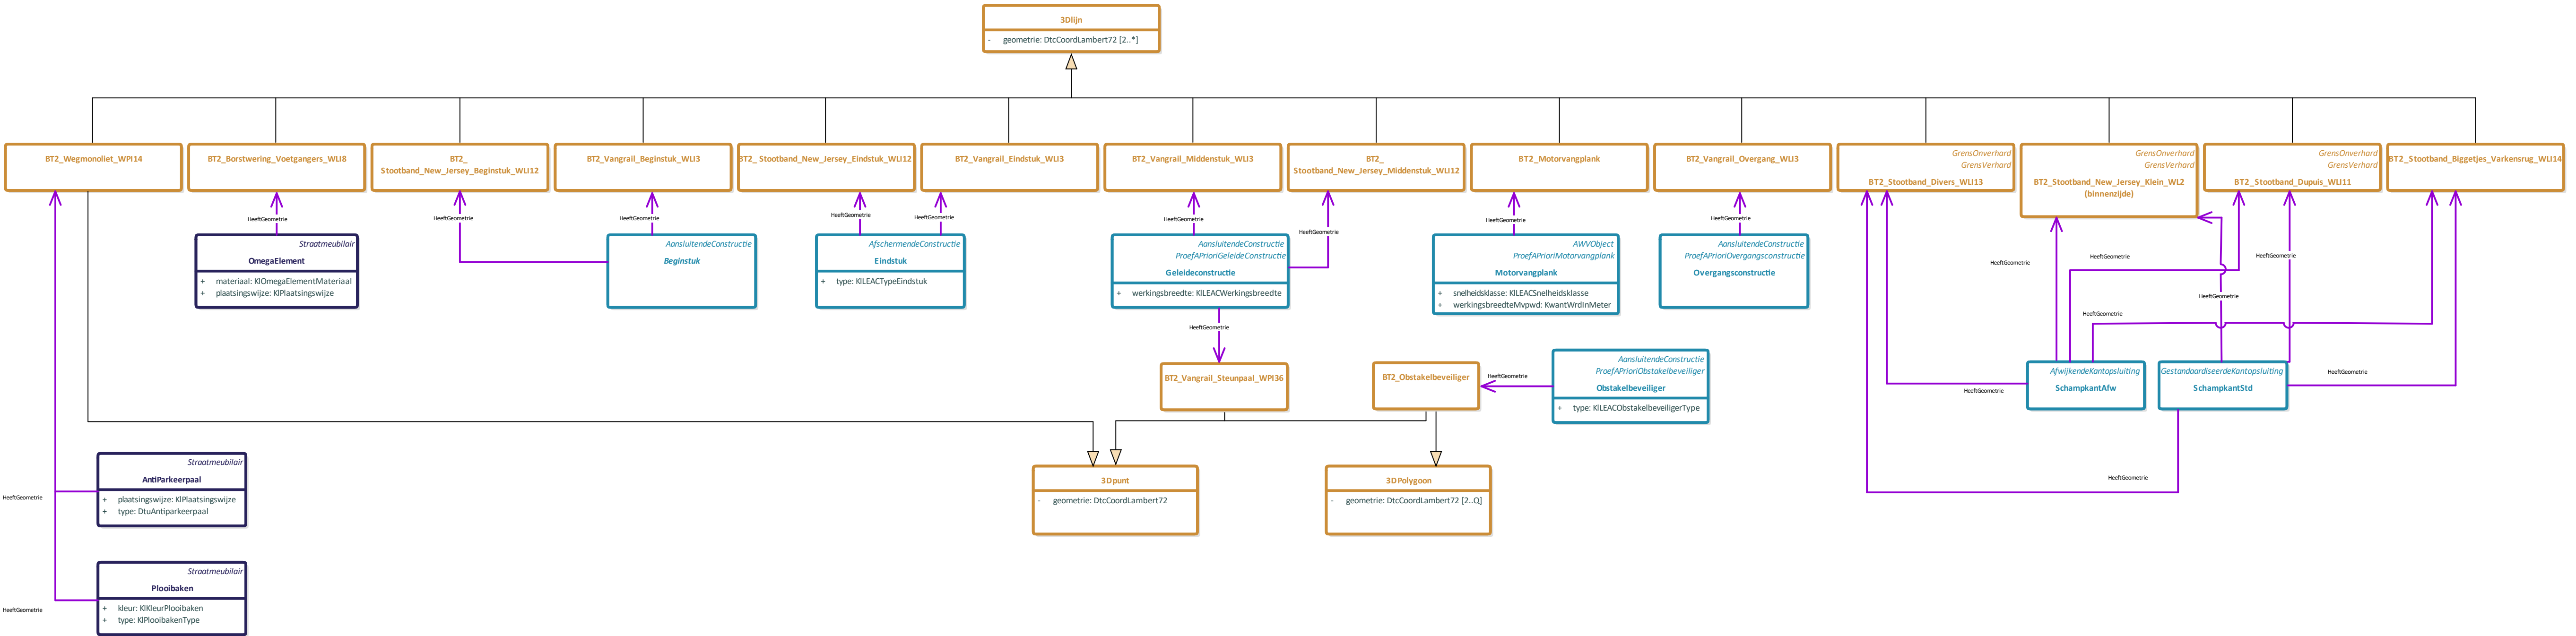 3Dlijn
- geometrie: DtcCoordLambert72 [2..*]
BT2_Wegmonoliet_WPI14
BT2_Borstwering_Voetgangers_WLI8
BT2_
Stootband_New_Jersey_Beginstuk_WLI12
BT2_Vangrail_Beginstuk_WLI3
BT2_ Stootband_New_Jersey_Eindstuk_WLI12
BT2_Vangrail_Eindstuk_WLI3
BT2_Vangrail_Middenstuk_WLI3
BT2_
Stootband_New_Jersey_Middenstuk_WLI12
BT2_Motorvangplank
BT2_Vangrail_Overgang_WLI3
GrensOnverhard
GrensVerhard
BT2_Stootband_Divers_WLI13
GrensOnverhard
GrensVerhard
BT2_Stootband_New_Jersey_Klein_WL2
(binnenzijde)
GrensOnverhard
GrensVerhard
BT2_Stootband_Dupuis_WLI11
BT2_Stootband_Biggetjes_Varkensrug_WLI14
HeeftGeometrie
HeeftGeometrie
HeeftGeometrie
HeeftGeometrie
HeeftGeometrie
HeeftGeometrie
HeeftGeometrie
HeeftGeometrie
HeeftGeometrie
Straatmeubilair
OmegaElement
+ materiaal: KlOmegaElementMateriaal
+ plaatsingswijze: KlPlaatsingswijze
AansluitendeConstructie
Beginstuk
AfschermendeConstructie
Eindstuk
+ type: KlLEACTypeEindstuk
AansluitendeConstructie
ProefAPrioriGeleideConstructie
Geleideconstructie
+ werkingsbreedte: KlLEACWerkingsbreedte
AWVObject
ProefAPrioriMotorvangplank
Motorvangplank
+ snelheidsklasse: KlLEACSnelheidsklasse
+ werkingsbreedteMvpwd: KwantWrdInMeter
AansluitendeConstructie
ProefAPrioriOvergangsconstructie
Overgangsconstructie
HeeftGeometrie
HeeftGeometrie
HeeftGeometrie
HeeftGeometrie
HeeftGeometrie
HeeftGeometrie
BT2_Vangrail_Steunpaal_WPI36
BT2_Obstakelbeveiliger
HeeftGeometrie
AansluitendeConstructie
ProefAPrioriObstakelbeveiliger
Obstakelbeveiliger
+ type: KlLEACObstakelbeveiligerType
AfwijkendeKantopsluiting
SchampkantAfw
GestandaardiseerdeKantopsluiting
SchampkantStd
HeeftGeometrie
HeeftGeometrie
HeeftGeometrie
3Dpunt
- geometrie: DtcCoordLambert72
3DPolygoon
- geometrie: DtcCoordLambert72 [2..Q]
Straatmeubilair
AntiParkeerpaal
+ plaatsingswijze: KlPlaatsingswijze
+ type: DtuAntiparkeerpaal
HeeftGeometrie
Straatmeubilair
Plooibaken
+ kleur: KlKleurPlooibaken
+ type: KlPlooibakenType
HeeftGeometrie